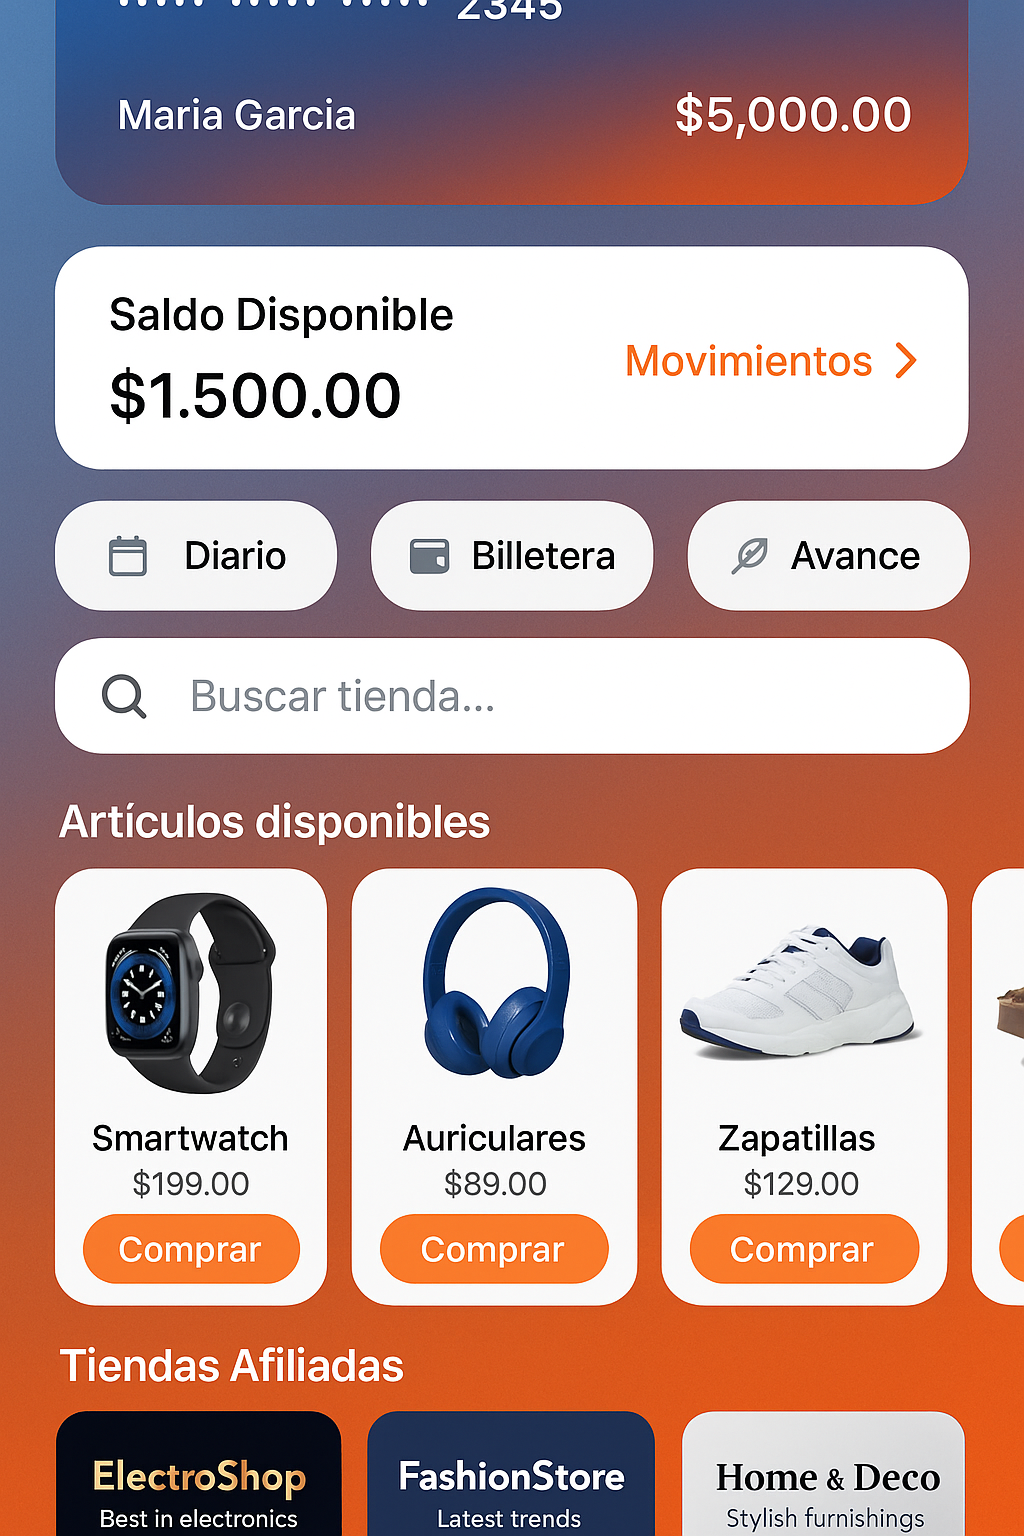 2345
Maria Garcia
$5,000.00
Saldo Disponible
$1.500.00
Movimientos
Diario
Billetera
Avance
Buscar tienda...
Artículos disponibles
Smartwatch
$199.00
Comprar
Auriculares
$89.00
Comprar
Zapatillas
$129.00
Comprar
Tiendas Afiliadas
ElectroShop
Best in electronics
FashionStore
Latest trends
Home & Deco
Stylish furnishings